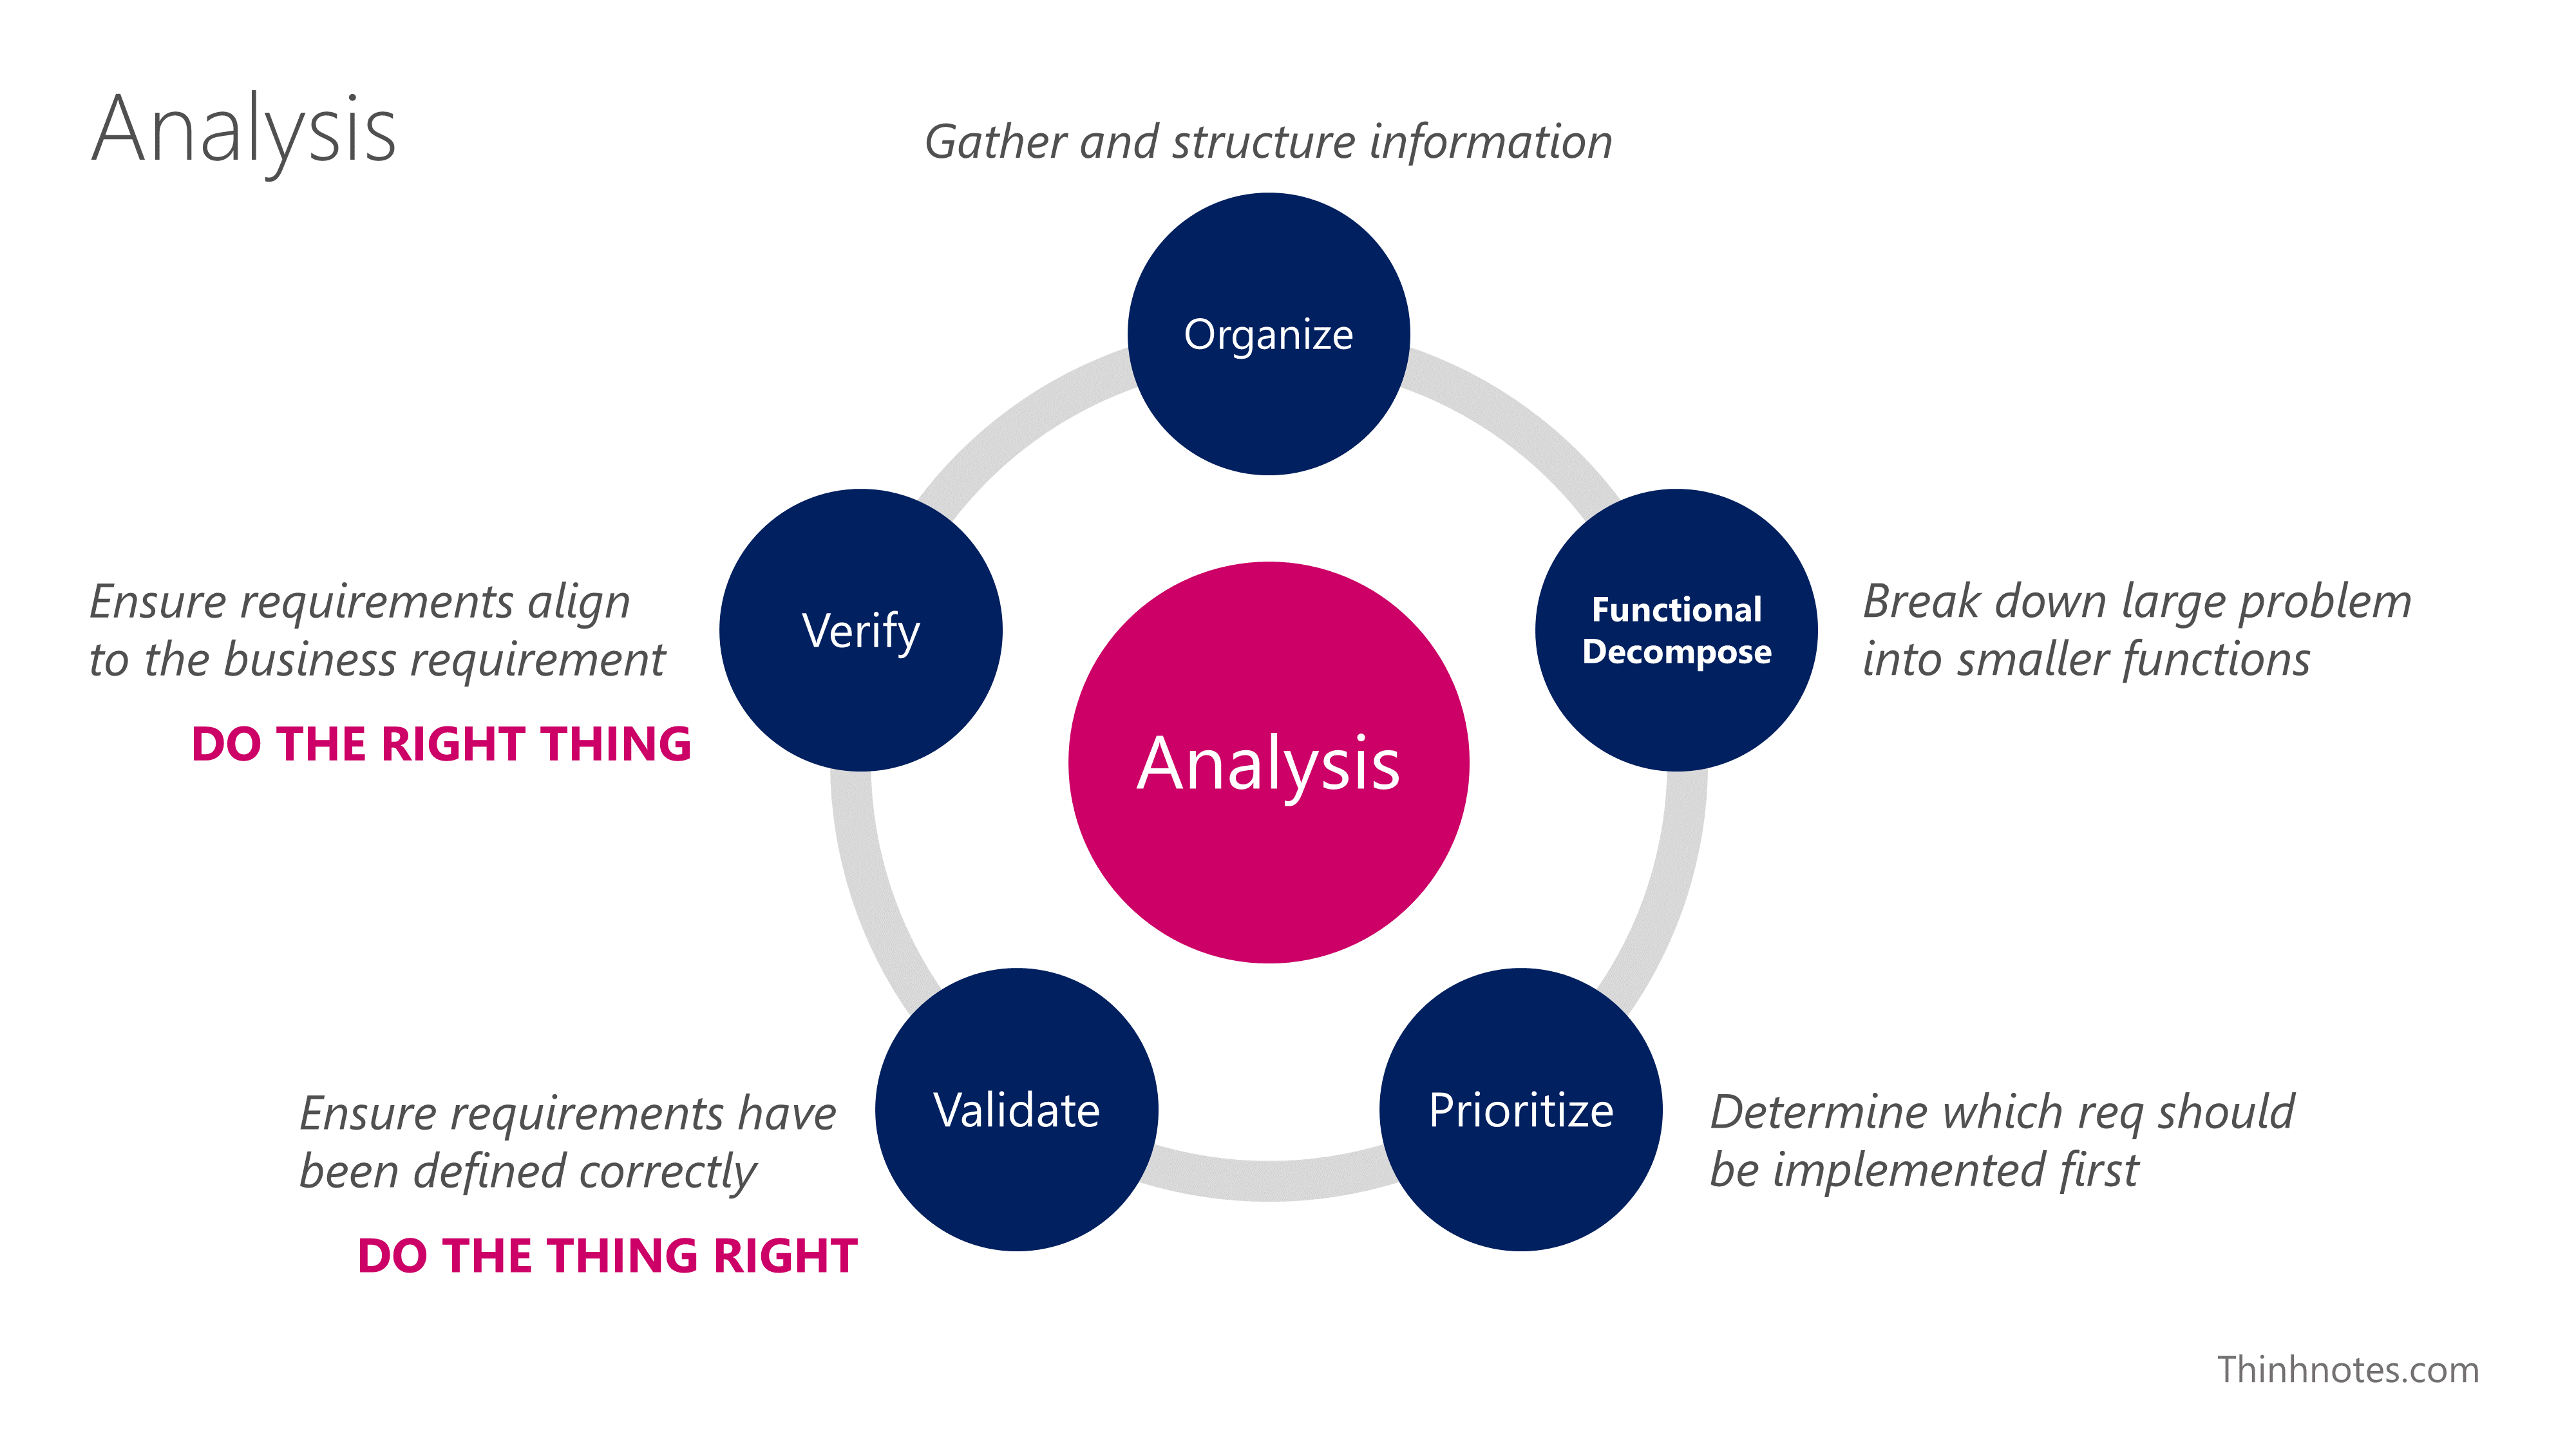 Analysis
Gather and structure information
Organize
Verify
Functional
Decompose
Ensure requirements align
to the business requirement
DO THE RIGHT THING
Break down large problem
into smaller functions
Analysis
Validate
Prioritize
Ensure requirements have
been defined correctly
DO THE THING RIGHT
Determine which req should
be implemented first
Thinhnotes.com